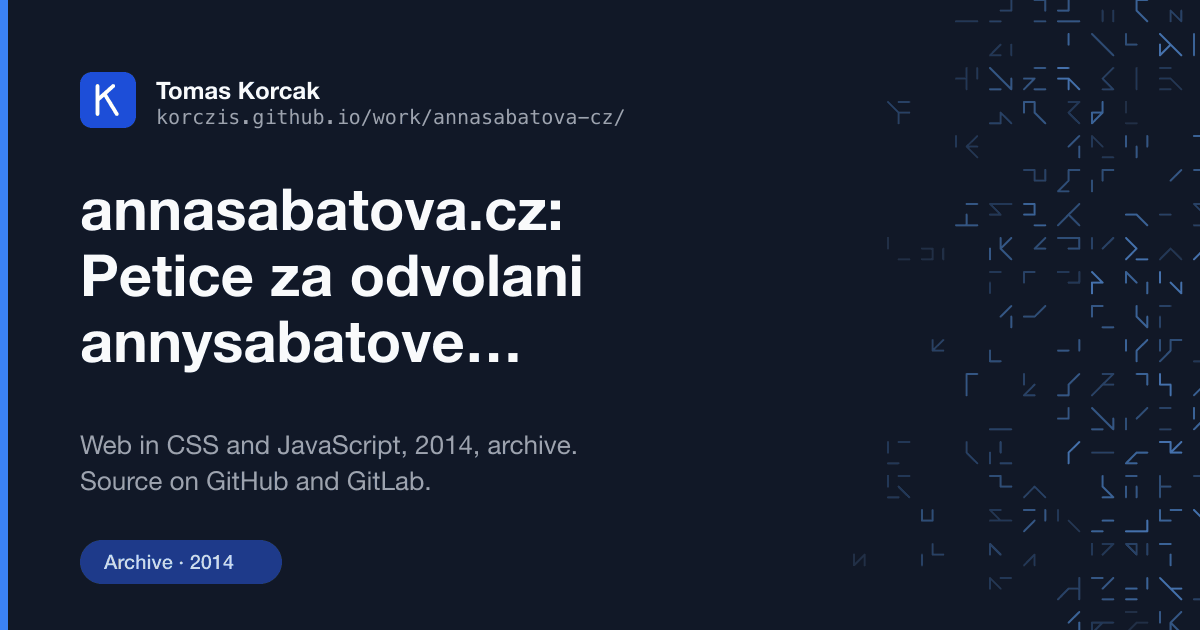 Tomas Korcak
korczis.github.io/work/annasabatova-cz/
annasabatova.cz:
Petice za odvolani
annysabatove…
Web in CSS and JavaScript, 2014, archive.
Source on GitHub and GitLab.
Archive · 2014